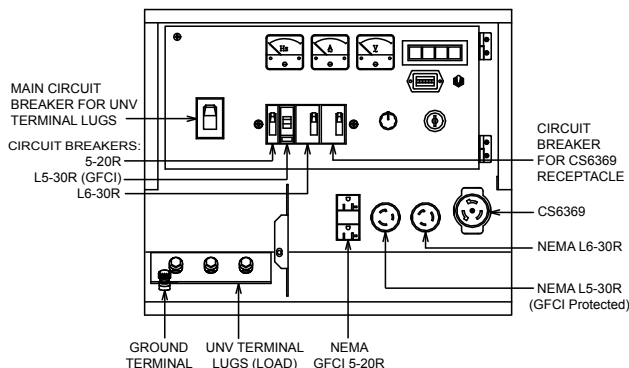 Hz
A
V
MAIN CIRCUIT
BREAKER FOR UNV
TERMINAL LUGS
CIRCUIT BREAKERS:
5-20R
L5-30R (GFCI)
L6-30R
CIRCUIT
BREAKER
FOR CS6369
RECEPTACLE
CS6369
NEMA L6-30R
NEMA L5-30R
(GFCI Protected)
GROUND
TERMINAL
UNV TERMINAL
LUGS (LOAD)
NEMA
GFCI 5-20R